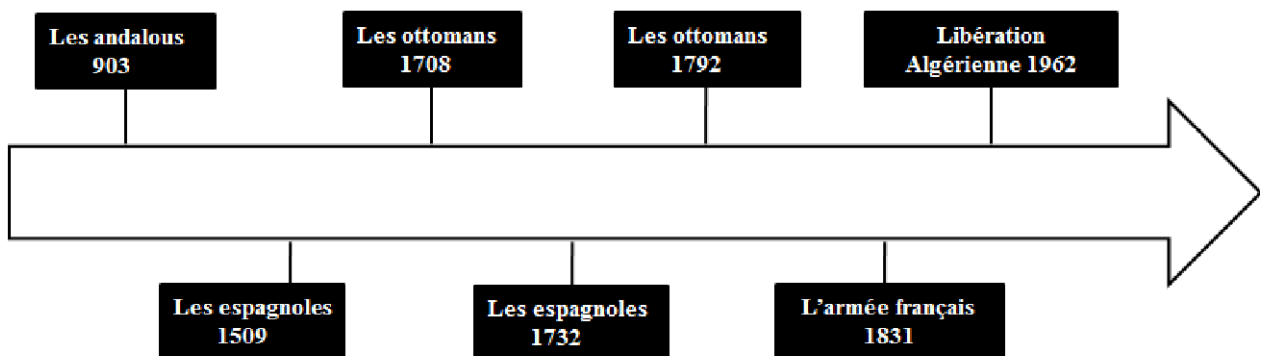 Les andalous
903
Les ottomans
1708
Les ottomans
1792
Libération
Algérienne 1962
Les espagnoles
1509
Les espagnoles
1732
L'armée français
1831